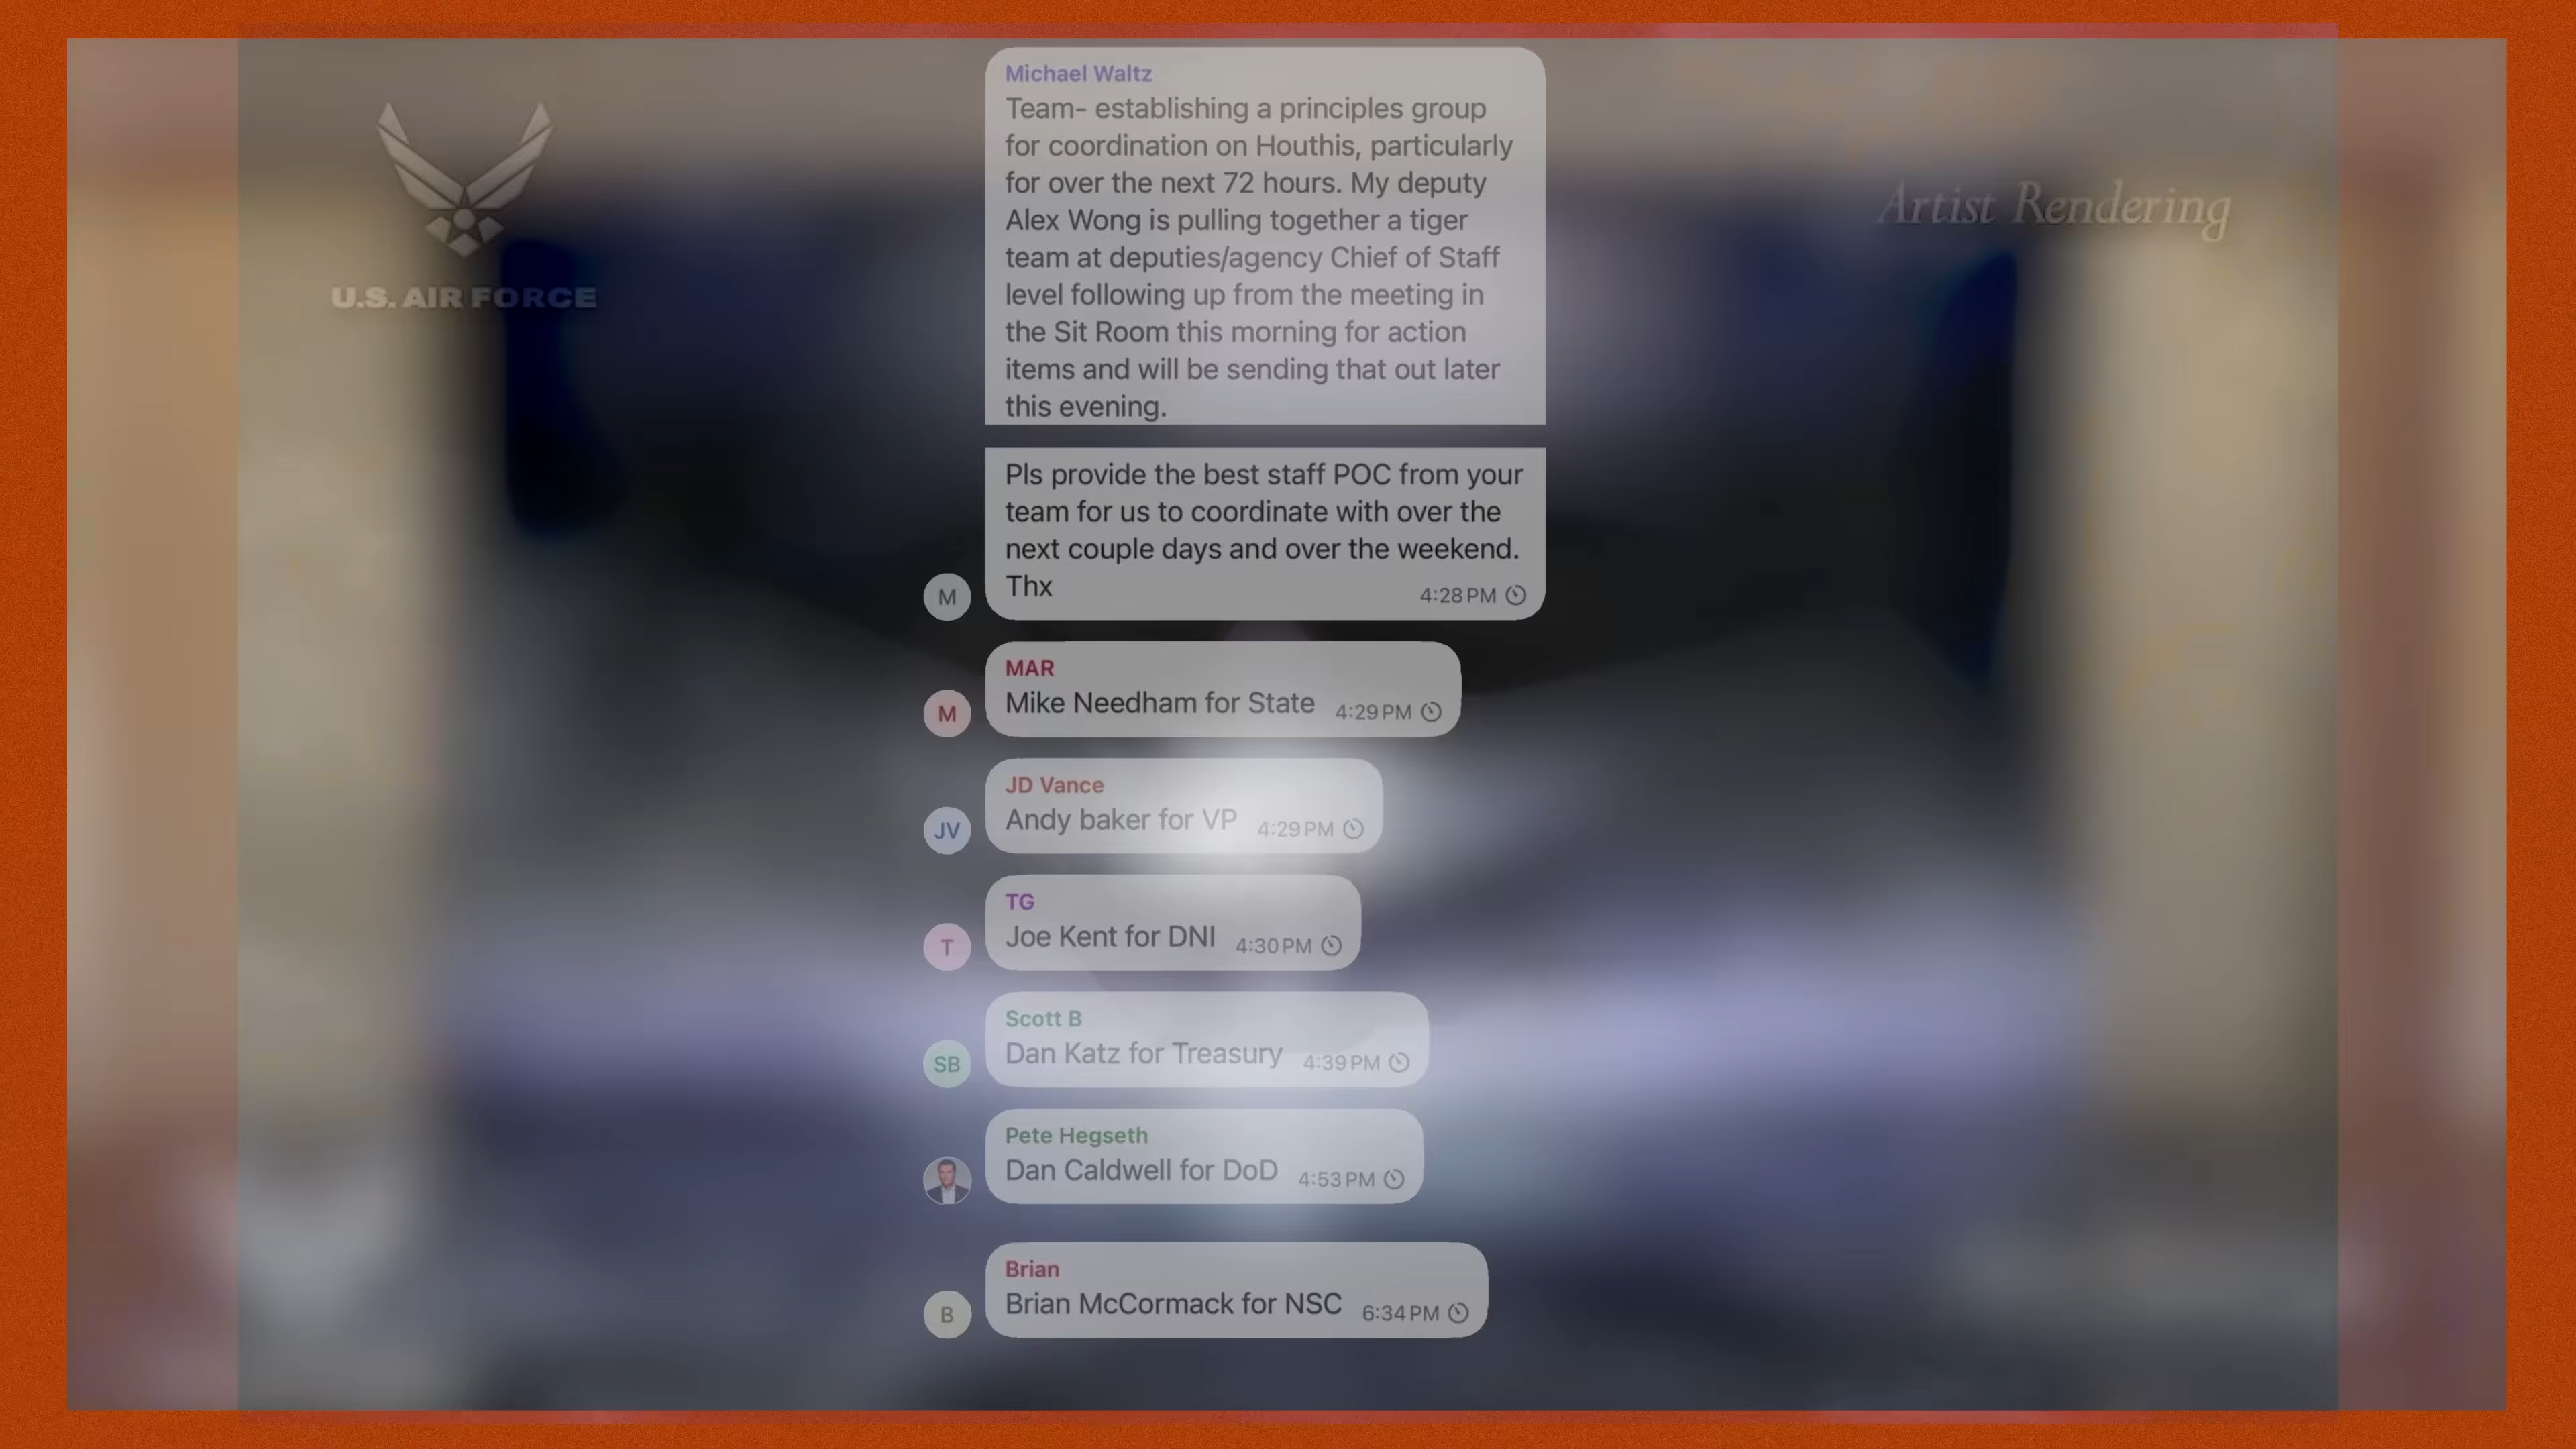 Michael Waltz
Team- establishing a principles group
for coordination on Houthis, particularly
for over the next 72 hours. My deputy
Alex Wong is pulling together a tiger
team at deputies/agency Chief of Staff
level following up from the meeting in
the Sit Room this morning for action
items and will be sending that out later
this evening.
Pls provide the best staff POC from your
team for us to coordinate with over the
next couple days and over the weekend.
Thx
4:28 PM
M
MAR
Mike Needham for State 4:29 PM
M
JD Vance
Andy baker for VP 4:29 PM
JV
TG
Joe Kent for DNI 4:30 PM
T
Scott B
Dan Katz for Treasury 4:39 PM
SB
Pete Hegseth
Dan Caldwell for DoD 4:53 PM
Brian
Brian McCormack for NSC 6:34 PM
B
U.S. AIR FORCE
Artist Rendering